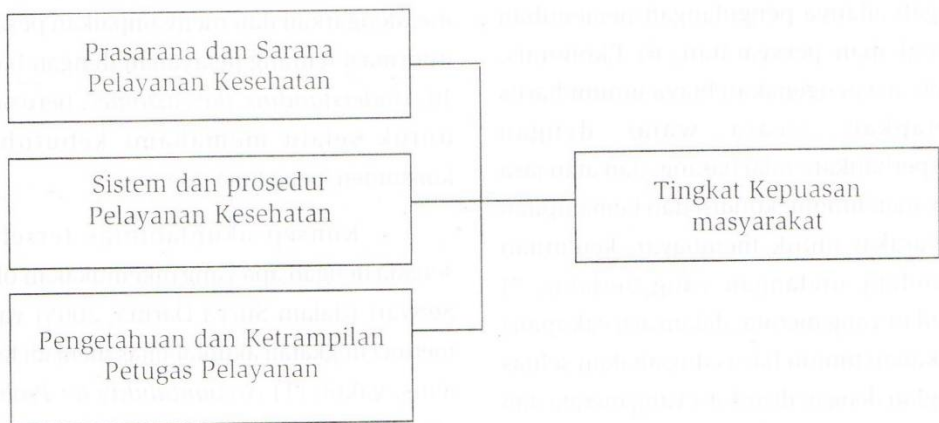 Prasarana dan Sarana
Pelayanan Kesehatan
Sistem dan prosedur
Pelayanan Kesehatan
Tingkat Kepuasan
masyarakat
Pengetahuan dan Ketrampilan
Petugas Pelayanan